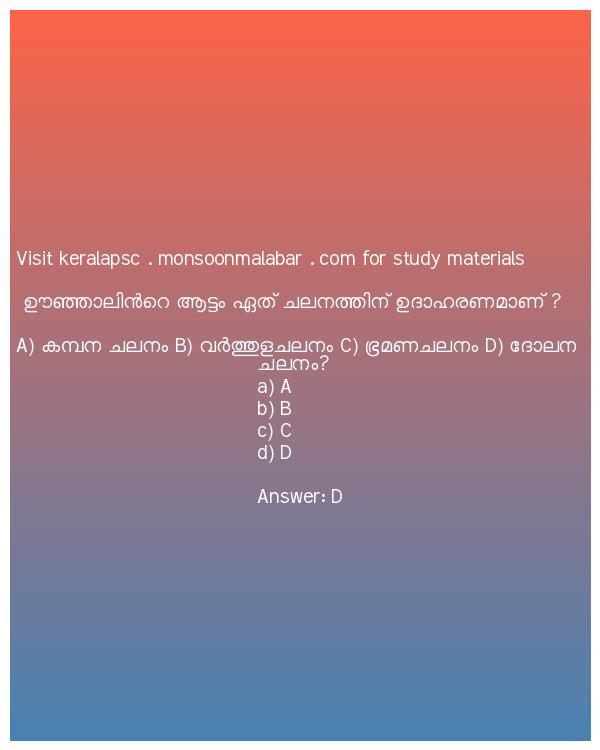 Visit keralapsc . monsoonmalabar . com for study materials
ഊഞ്ഞാലിൻറെ ആട്ടം ഏത് ചലനത്തിന് ഉദാഹരണമാണ് ?
A) കമ്പന ചലനം B) വർത്തുളചലനം C) ഭ്രമണചലനം D) ദോലന
ചലനം?
a) A
b) B
c) C
d) D
Answer: D